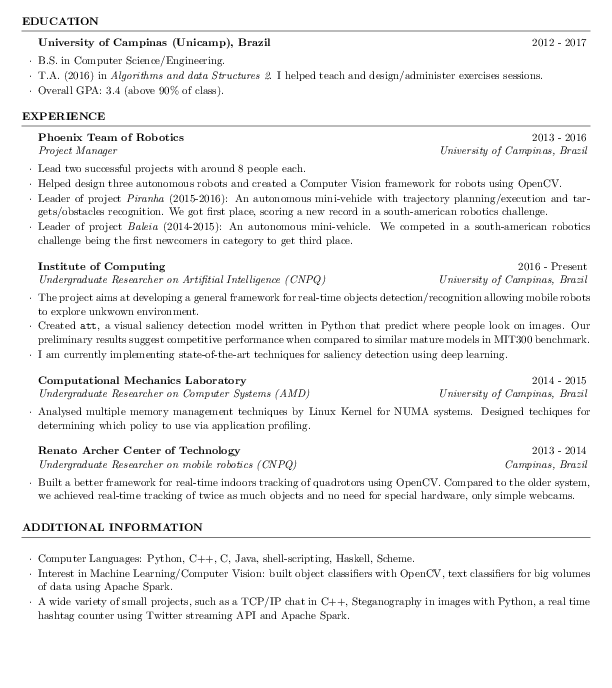 EDUCATION
University of Campinas (Unicamp), Brazil 2012 - 2017
· B.S. in Computer Science/Engineering.
· T.A. (2016) in Algorithms and data Structures 2. I helped teach and design/administer exercises sessions.
· Overall GPA: 3.4 (above 90% of class).
EXPERIENCE
Phoenix Team of Robotics 2013 - 2016
Project Manager University of Campinas, Brazil
· Lead two successful projects with around 8 people each.
· Helped design three autonomous robots and created a Computer Vision framework for robots using OpenCV.
· Leader of project Piranha (2015-2016): An autonomous mini-vehicle with trajectory planning/execution and tar-
gets/obstacles recognition. We got first place, scoring a new record in a south-american robotics challenge.
· Leader of project Baleia (2014-2015): An autonomous mini-vehicle. We competed in a south-american robotics
challenge being the first newcomers in category to get third place.
Institute of Computing 2016 - Present
Undergraduate Researcher on Artifitial Intelligence (CNPQ) University of Campinas, Brazil
· The project aims at developing a general framework for real-time objects detection/recognition allowing mobile robots
to explore unkwown environment.
· Created att, a visual saliency detection model written in Python that predict where people look on images. Our
preliminary results suggest competitive performance when compared to similar mature models in MIT300 benchmark.
· I am currently implementing state-of-the-art techniques for saliency detection using deep learning.
Computational Mechanics Laboratory 2014 - 2015
Undergraduate Researcher on Computer Systems (AMD) University of Campinas, Brazil
· Analysed multiple memory management techniques by Linux Kernel for NUMA systems. Designed techiques for
determining which policy to use via application profiling.
Renato Archer Center of Technology 2013 - 2014
Undergraduate Researcher on mobile robotics (CNPQ) Campinas, Brazil
· Built a better framework for real-time indoors tracking of quadrotors using OpenCV. Compared to the older system,
we achieved real-time tracking of twice as much objects and no need for special hardware, only simple webcams.
ADDITIONAL INFORMATION
· Computer Languages: Python, C++, C, Java, shell-scripting, Haskell, Scheme.
· Interest in Machine Learning/Computer Vision: built object classifiers with OpenCV, text classifiers for big volumes
of data using Apache Spark.
· A wide variety of small projects, such as a TCP/IP chat in C++, Steganography in images with Python, a real time
hashtag counter using Twitter streaming API and Apache Spark.